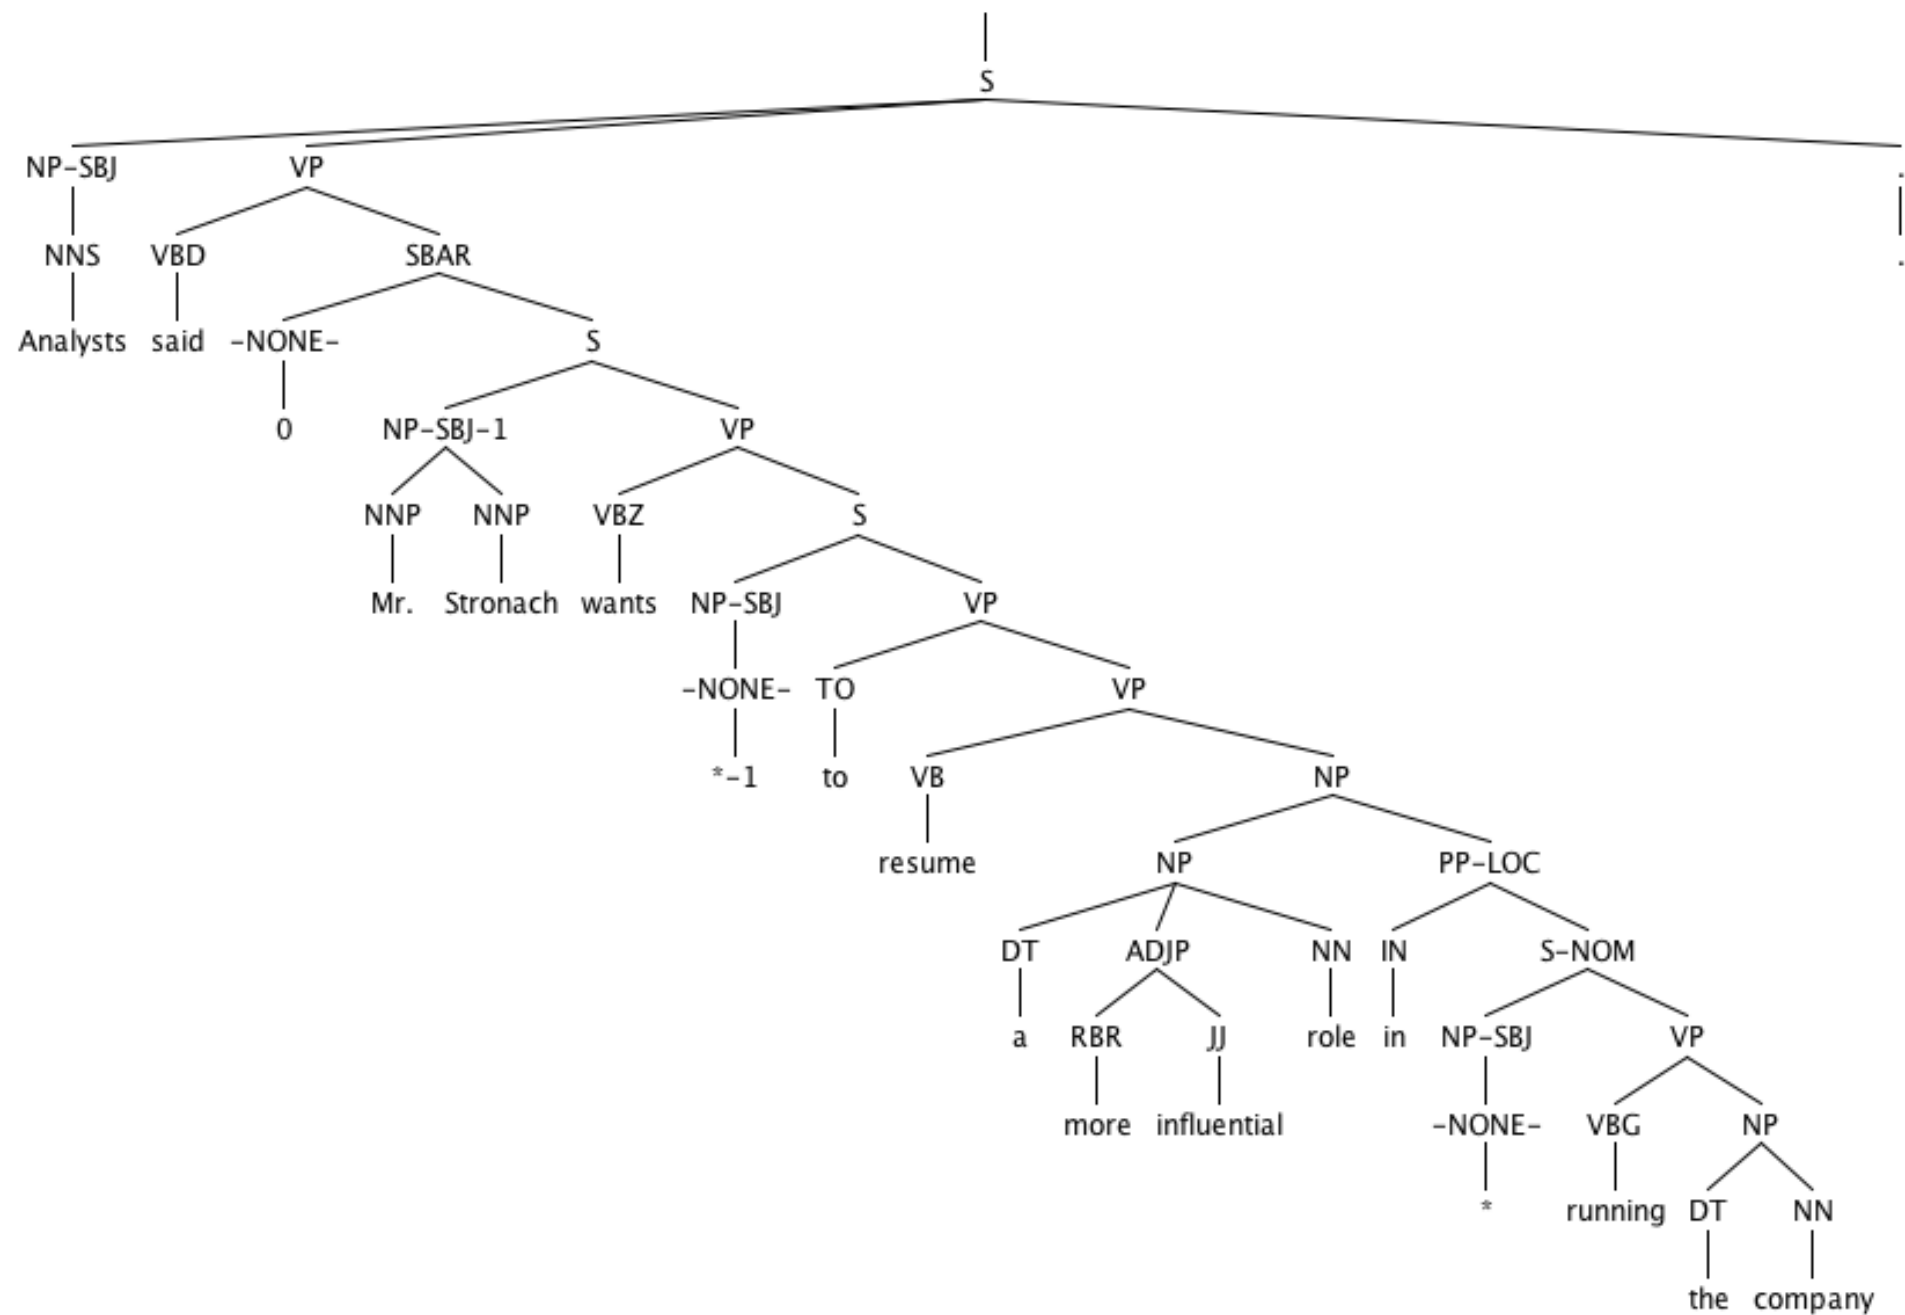 S
NP-SBJ VP .
NNS VBD SBAR .
Analysts said -NONE- S
0 NP-SBJ-1 VP
NNP NNP VBZ S
Mr. Stronach wants NP-SBJ VP
-NONE- TO VP
*-1 to VB NP
resume NP PP-LOC
DT ADJP NN IN S-NOM
a RBR JJ role in NP-SBJ VP
more influential -NONE- VBG NP
* running DT NN
the company